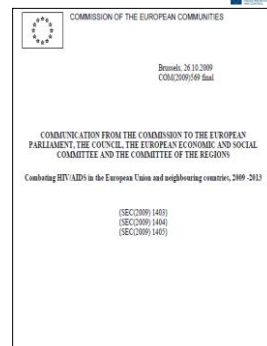 COMMISSION OF THE EUROPEAN COMMUNITIES
Brussels, 26.10.2009
COM(2009)569 final
COMMUNICATION FROM THE COMMISSION TO THE EUROPEAN
PARLIAMENT, THE COUNCIL, THE EUROPEAN ECONOMIC AND SOCIAL
COMMITTEE AND THE COMMITTEE OF THE REGIONS
Combating HIV/AIDS in the European Union and neighbouring countries, 2009 -2013
{SEC(2009) 1403}
{SEC(2009) 1404}
{SEC(2009) 1405}